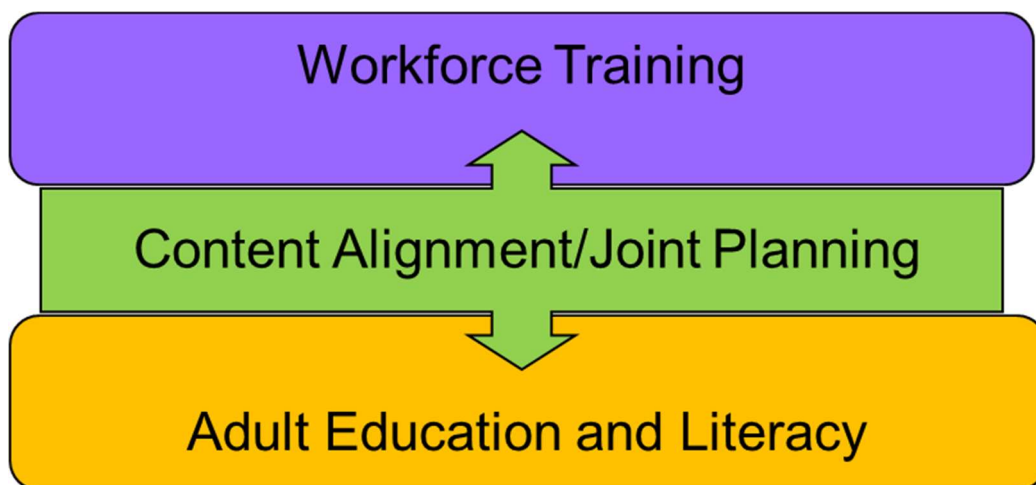 Workforce Training
Content Alignment/Joint Planning
Adult Education and Literacy